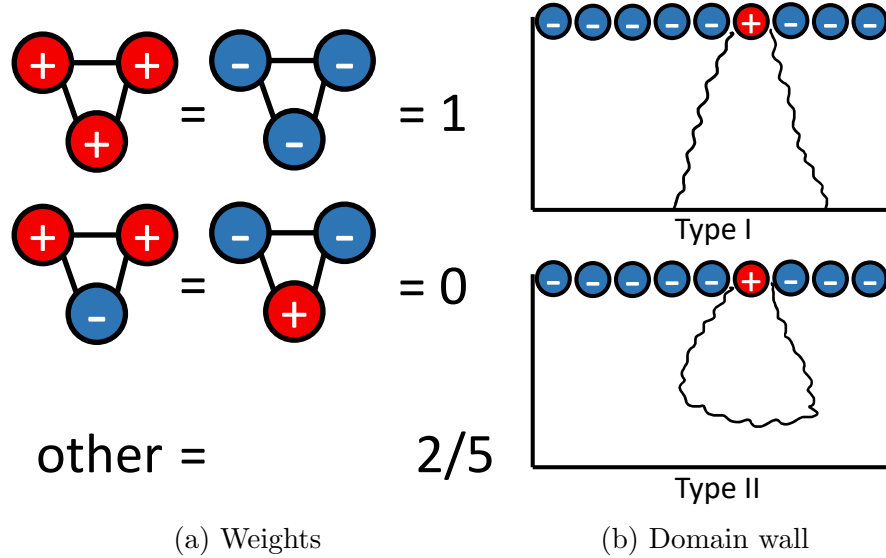 + + - -
= = 1
+ -
+ + - -
= = 0
- +
other = 2/5
(a) Weights
- - - - - + - - -
Type I
- - - - - + - - -
Type II
(b) Domain wall